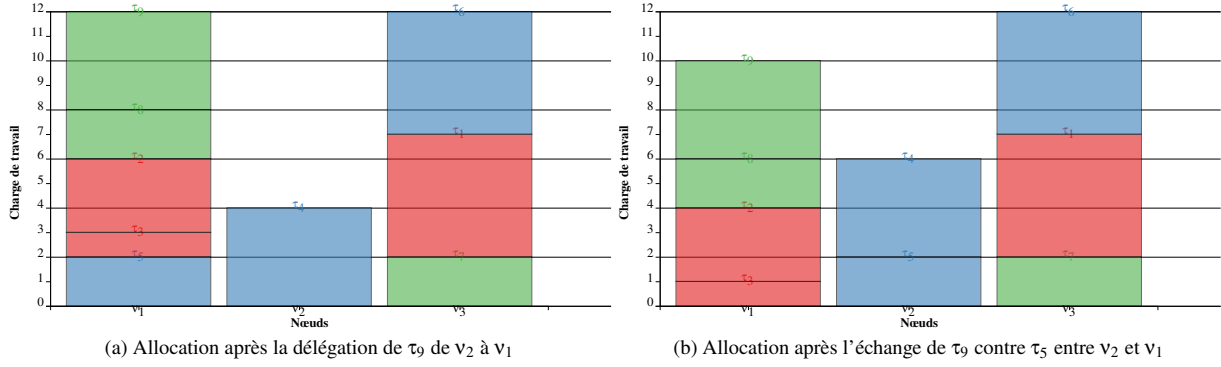 12
11
10
9
8
7
6
5
4
3
2
1
0
Charge de travail
τ9
τ8
τ2
τ3
τ5
τ4
τ6
τ1
τ7
ν1
ν2
ν3
Nœuds
(a) Allocation après la délégation de τ9 de ν2 à ν1
12
11
10
9
8
7
6
5
4
3
2
1
0
Charge de travail
τ9
τ8
τ2
τ3
τ4
τ5
τ6
τ1
τ7
ν1
ν2
ν3
Nœuds
(b) Allocation après l'échange de τ9 contre τ5 entre ν2 et ν1